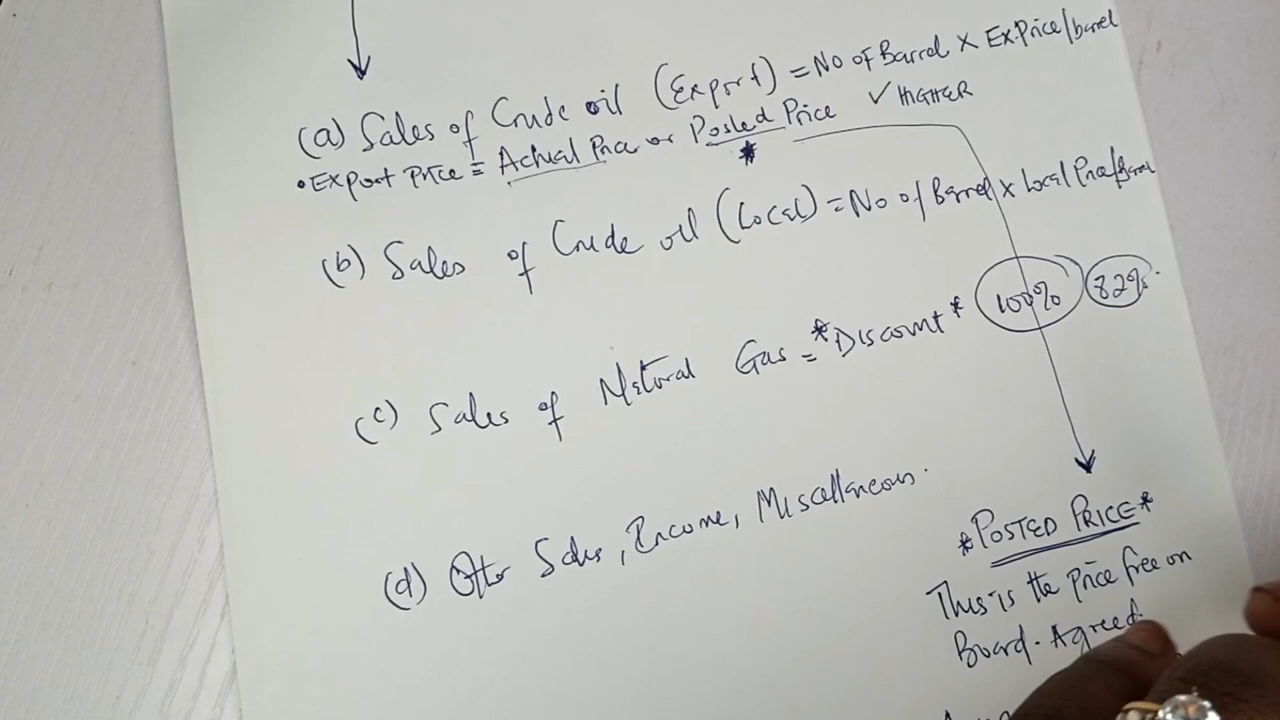 (a) Sales of Crude oil (Export) = No of Barrel × Ex.Price/barrel
• Export Price = Actual Price or Posted Price ✓ HIGHER
*
(b) Sales of Crude oil (Local) = No of Barrel × Local Price/Barrel
(c) Sales of Natural Gas = *Discount* 100% 82%.
(d) Other Sales, Income, Miscellaneous.
*POSTED PRICE*
This is the Price free on
Board. Agreed